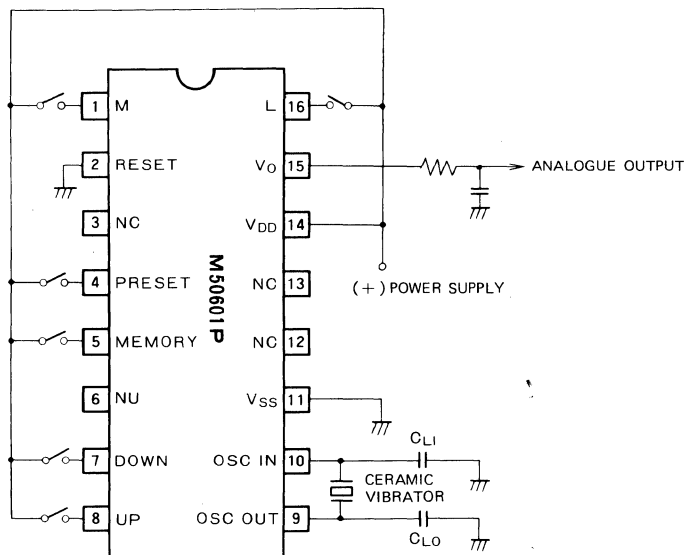 1 M
L 16
2 RESET
VO 15
ANALOGUE OUTPUT
3 NC
VDD 14
M50601P
4 PRESET
NC 13
(+) POWER SUPPLY
5 MEMORY
NC 12
6 NU
VSS 11
CLI
7 DOWN
OSC IN 10
CERAMIC
VIBRATOR
8 UP
OSC OUT 9
CLO